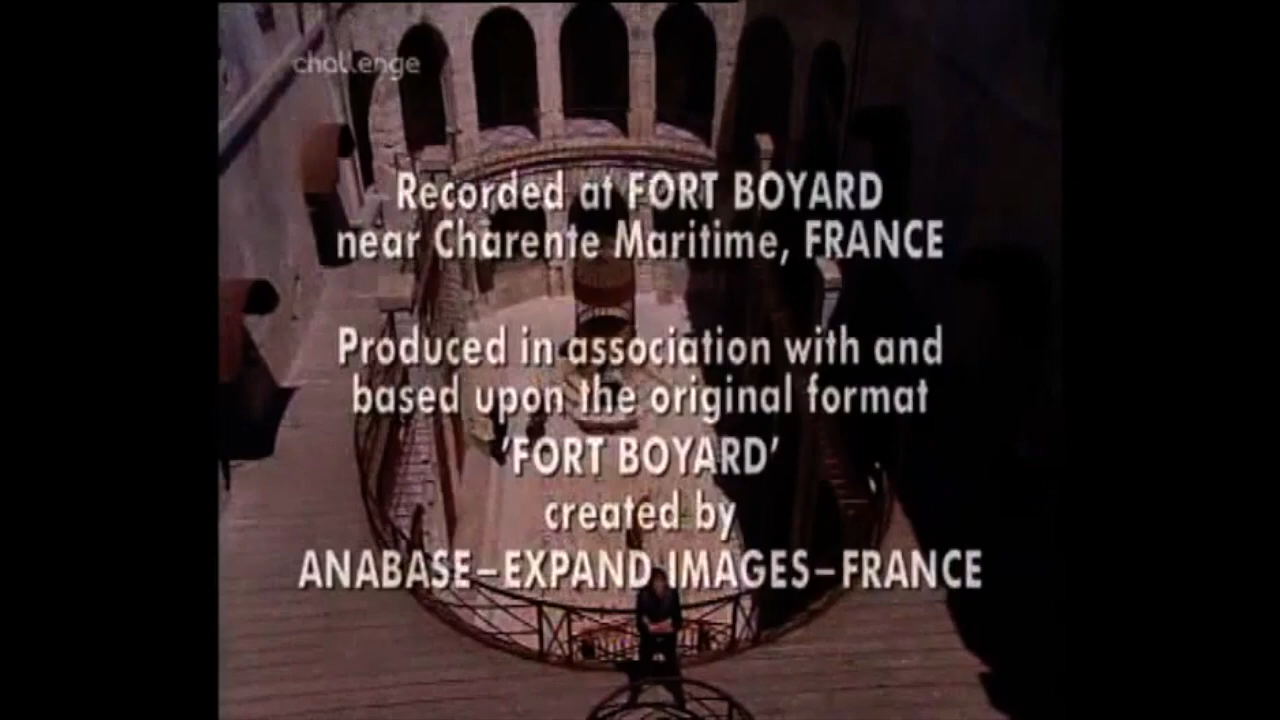 challenge
Recorded at FORT BOYARD
near Charente Maritime, FRANCE
Produced in association with and
based upon the original format
'FORT BOYARD'
created by
ANABASE–EXPAND IMAGES–FRANCE